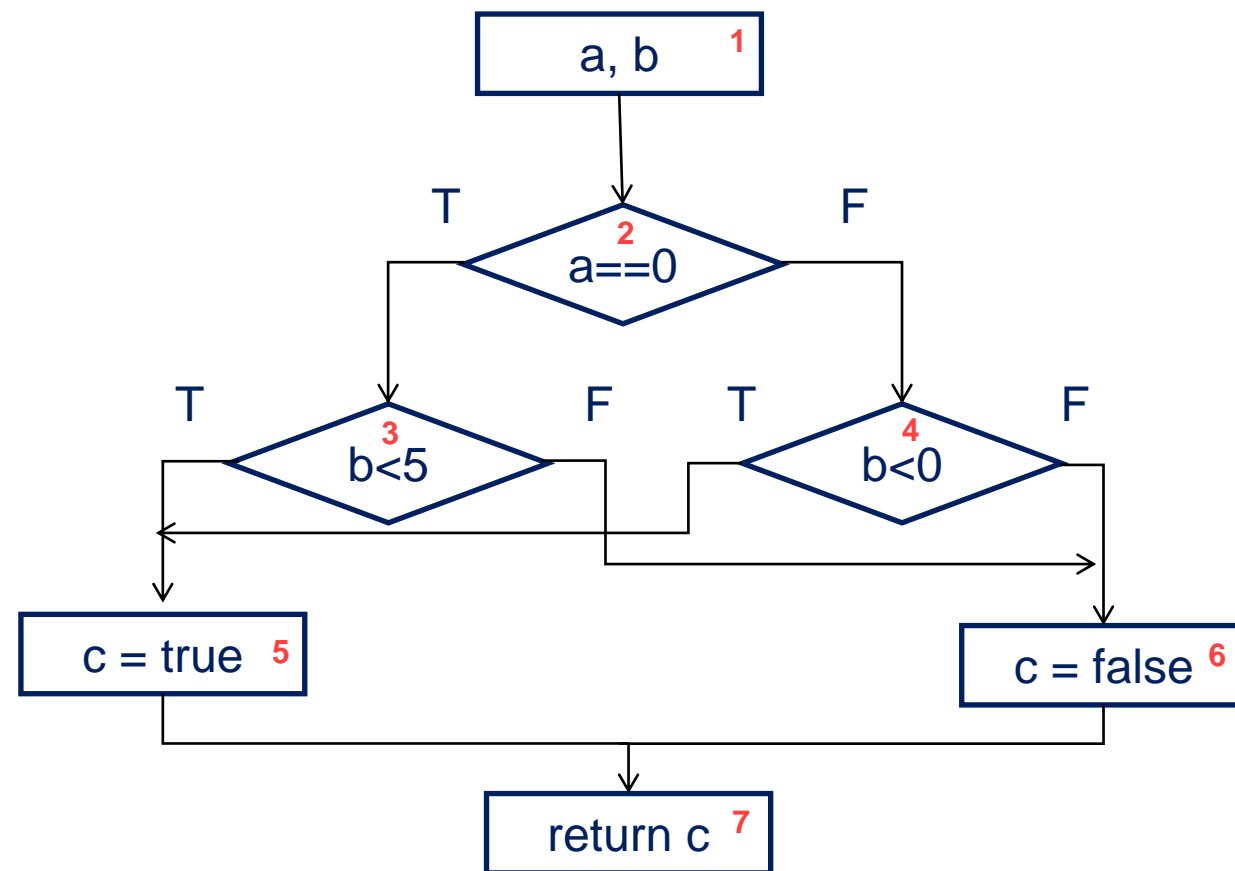 a, b 1
T F
2
a==0
T F T F
3 4
b<5 b<0
c = true 5
c = false 6
return c 7